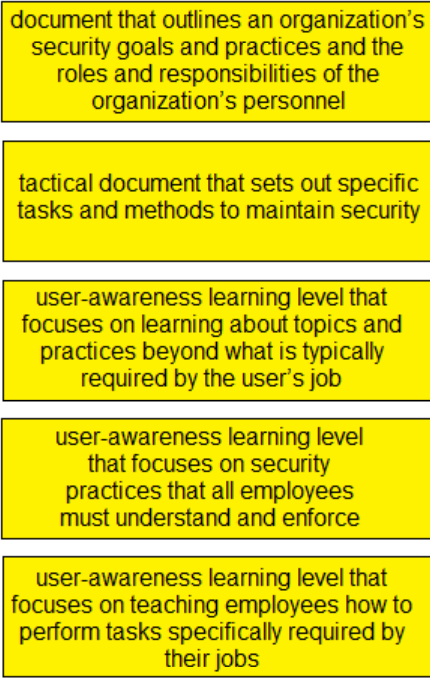 document that outlines an organization's
security goals and practices and the
roles and responsibilities of the
organization's personnel
tactical document that sets out specific
tasks and methods to maintain security
user-awareness learning level that
focuses on learning about topics and
practices beyond what is typically
required by the user's job
user-awareness learning level
that focuses on security
practices that all employees
must understand and enforce
user-awareness learning level that
focuses on teaching employees how to
perform tasks specifically required by
their jobs